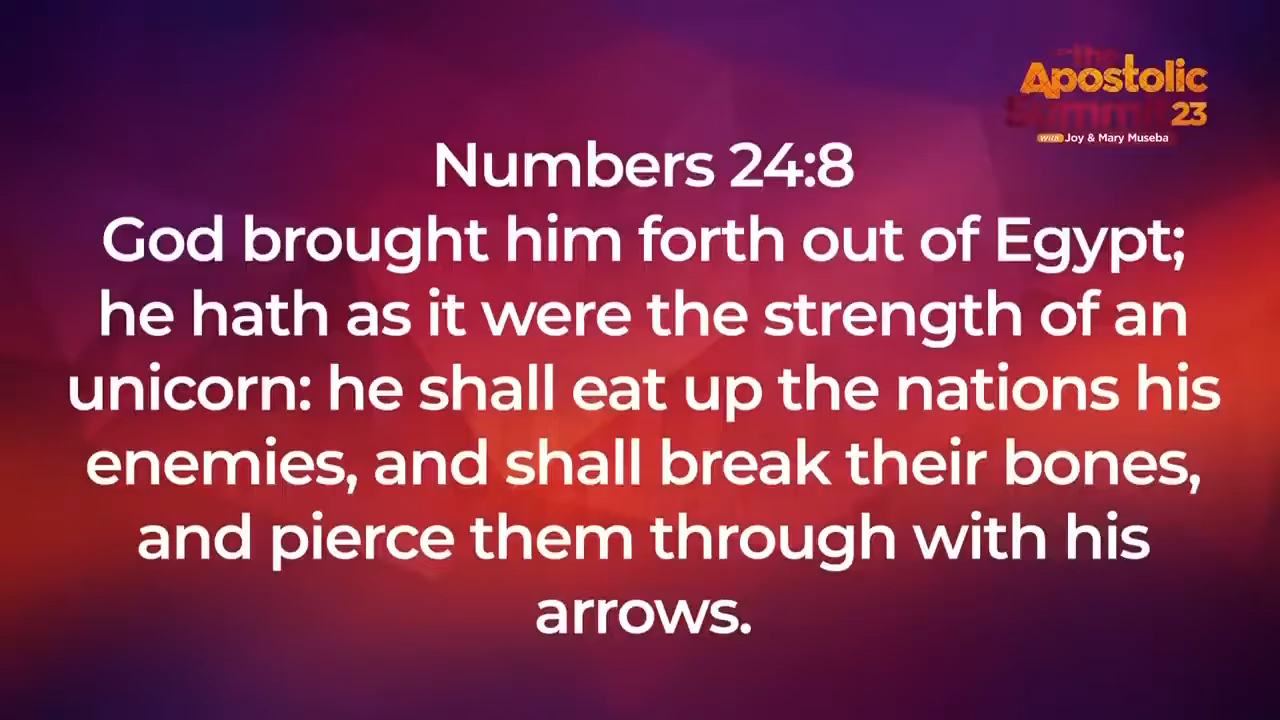 the
Apostolic
Summit 23
with Joy & Mary Museba
Numbers 24:8
God brought him forth out of Egypt;
he hath as it were the strength of an
unicorn: he shall eat up the nations his
enemies, and shall break their bones,
and pierce them through with his
arrows.